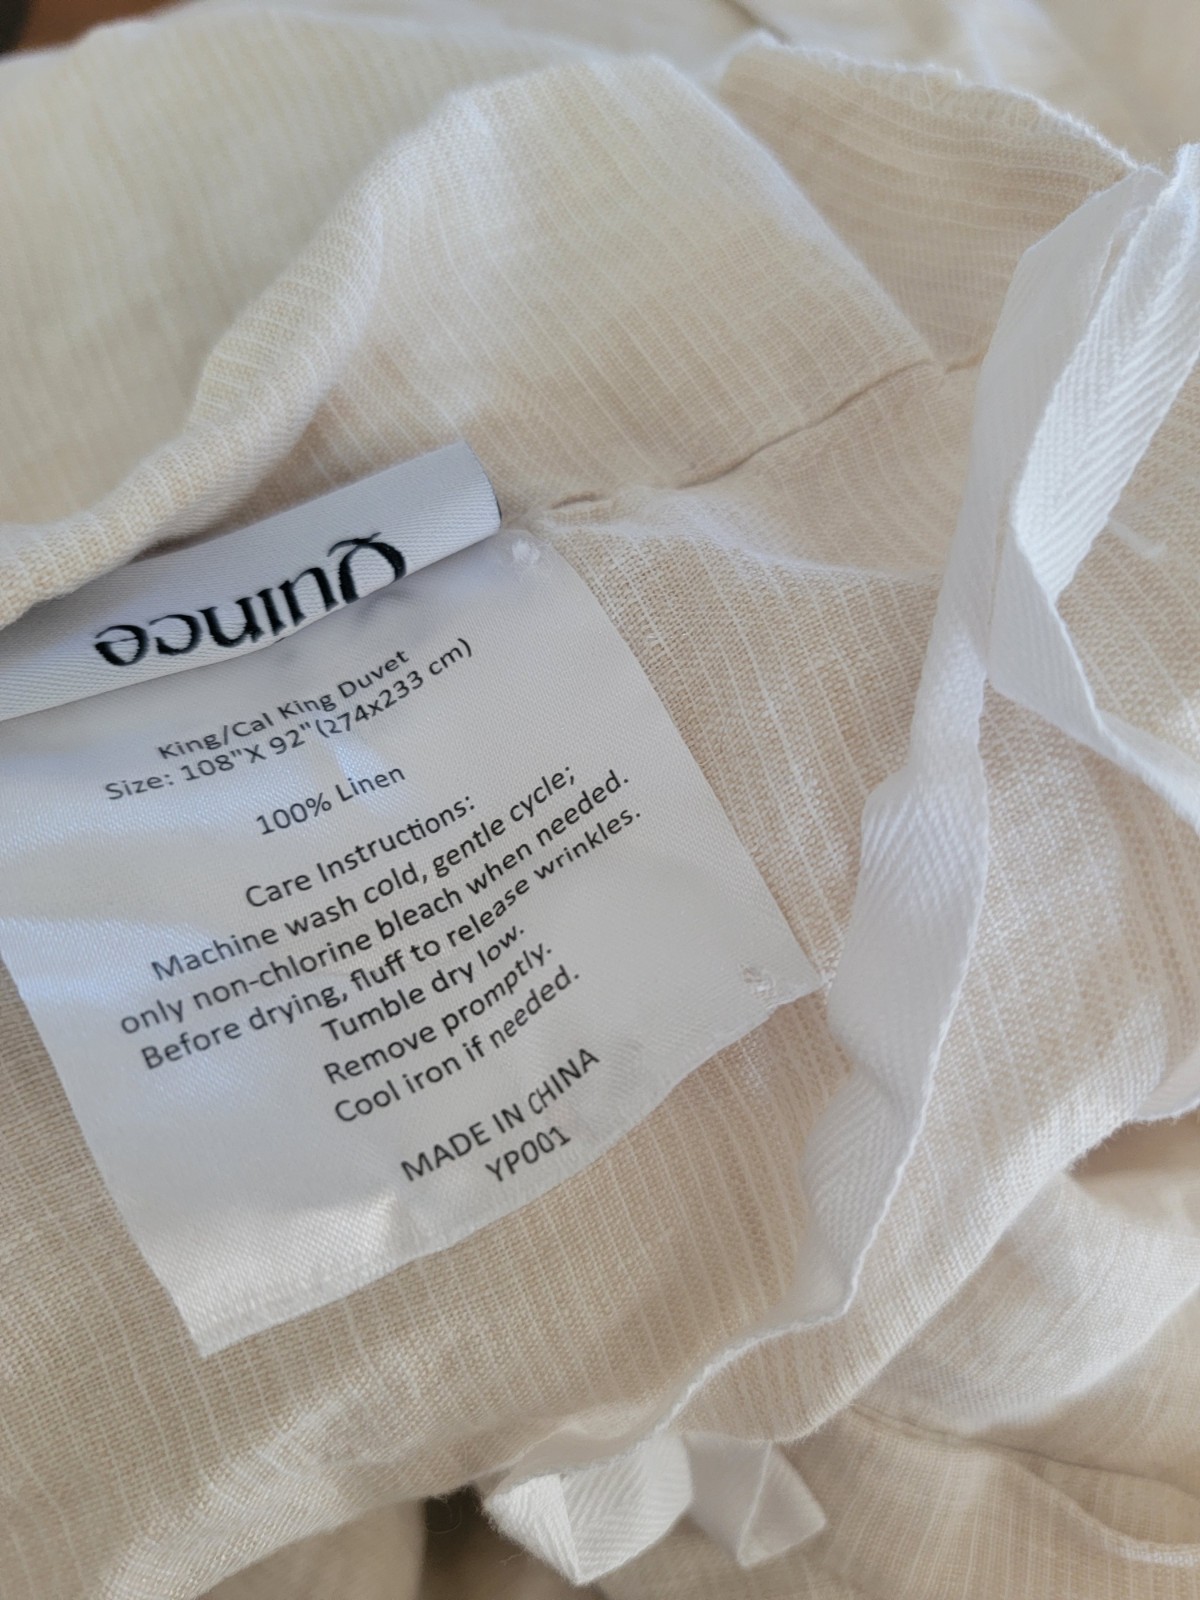 Quince
King/Cal King Duvet
Size: 108"X 92"(274x233 cm)
100% Linen
Care Instructions:
Machine wash cold, gentle cycle;
only non-chlorine bleach when needed.
Before drying, fluff to release wrinkles.
Tumble dry low.
Remove promptly.
Cool iron if needed.
MADE IN CHINA
YP001